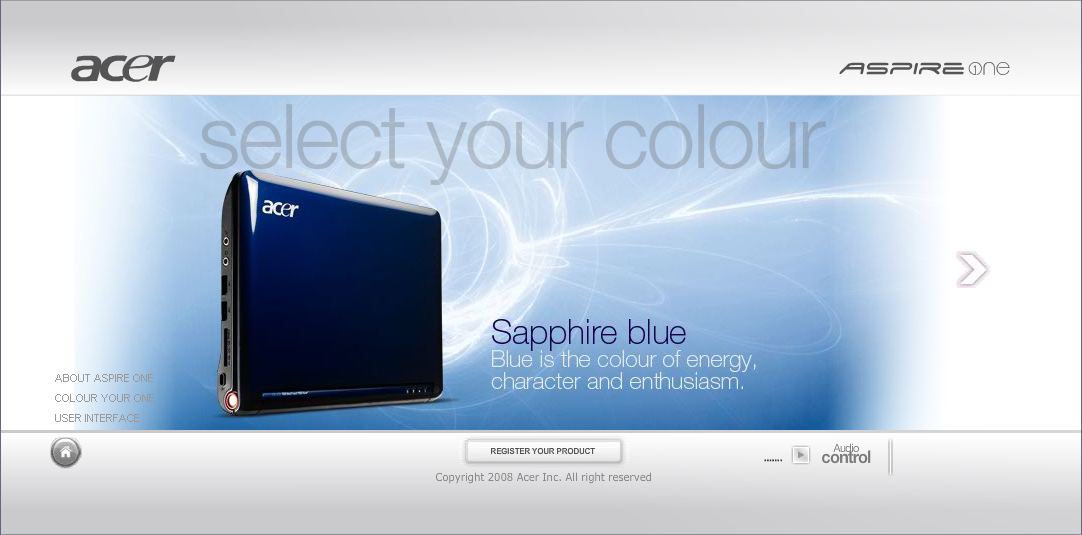 acer
ASPIRE one
select your colour
acer
Sapphire blue
Blue is the colour of energy,
character and enthusiasm.
ABOUT ASPIRE ONE
COLOUR YOUR ONE
USER INTERFACE
REGISTER YOUR PRODUCT
Audio
control
Copyright 2008 Acer Inc. All right reserved